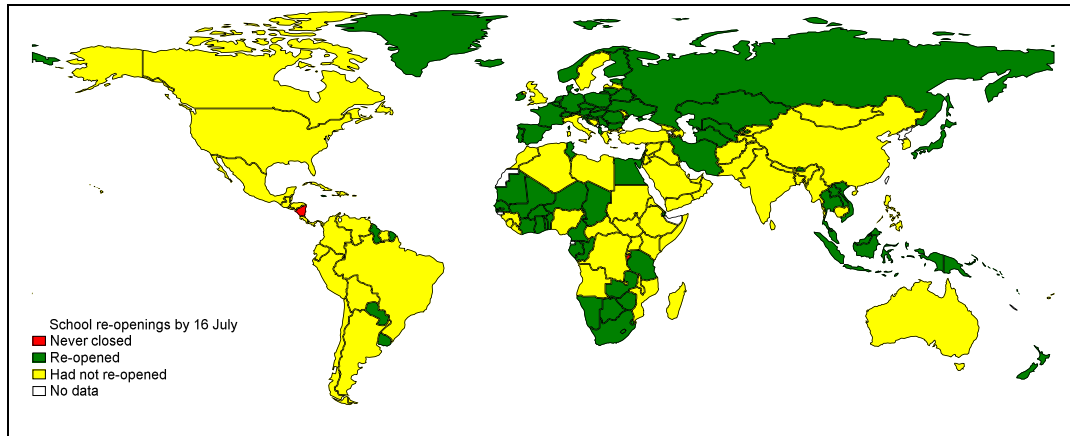 School re-openings by 16 July
Never closed
Re-opened
Had not re-opened
No data